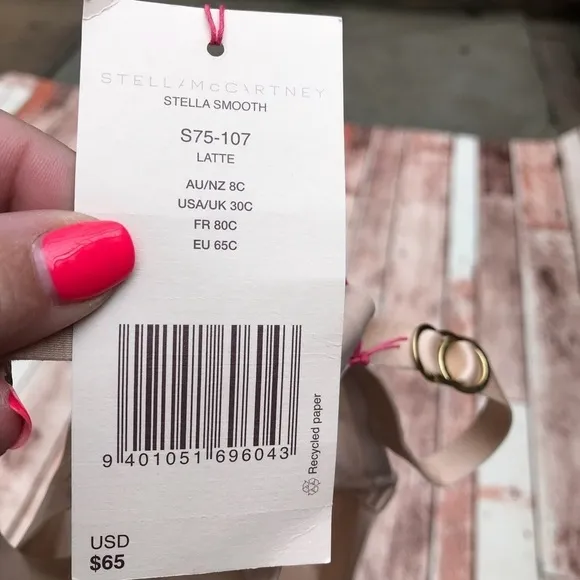 STELLA McCARTNEY
STELLA SMOOTH
S75-107
LATTE
AU/NZ 8C
USA/UK 30C
FR 80C
EU 65C
9 401051 696043
Recycled paper
USD
$65